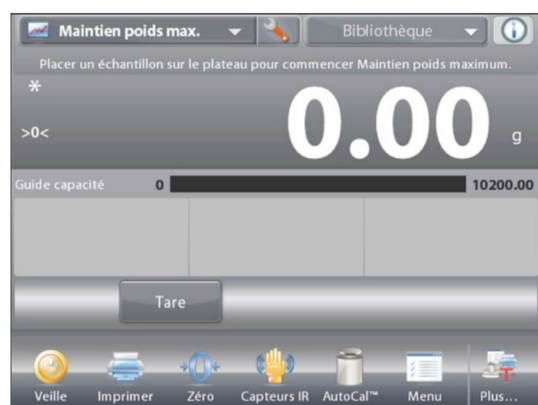 Maintien poids max. Bibliothèque
Placer un échantillon sur le plateau pour commencer Maintien poids maximum.
*
>0< 0.00 g
Guide capacité 0 10200.00
Tare
Veille Imprimer Zéro Capteurs IR AutoCal™ Menu Plus...